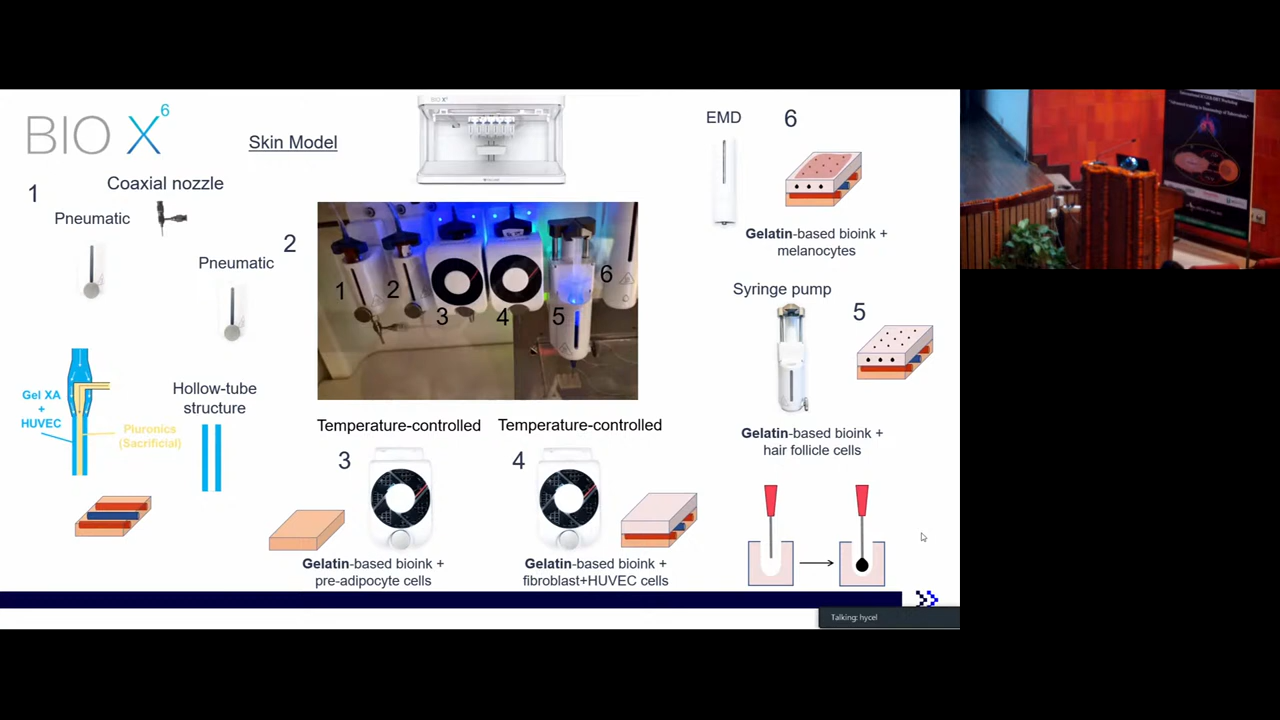 BIO X6
Skin Model
1
Coaxial nozzle
Pneumatic
2
Pneumatic
Gel XA
+
HUVEC
Pluronics
(Sacrificial)
Hollow-tube
structure
1
2
3
4
5
6
Temperature-controlled
3
Gelatin-based bioink +
pre-adipocyte cells
Temperature-controlled
4
Gelatin-based bioink +
fibroblast+HUVEC cells
EMD
6
Gelatin-based bioink +
melanocytes
Syringe pump
5
Gelatin-based bioink +
hair follicle cells
Talking: hycel